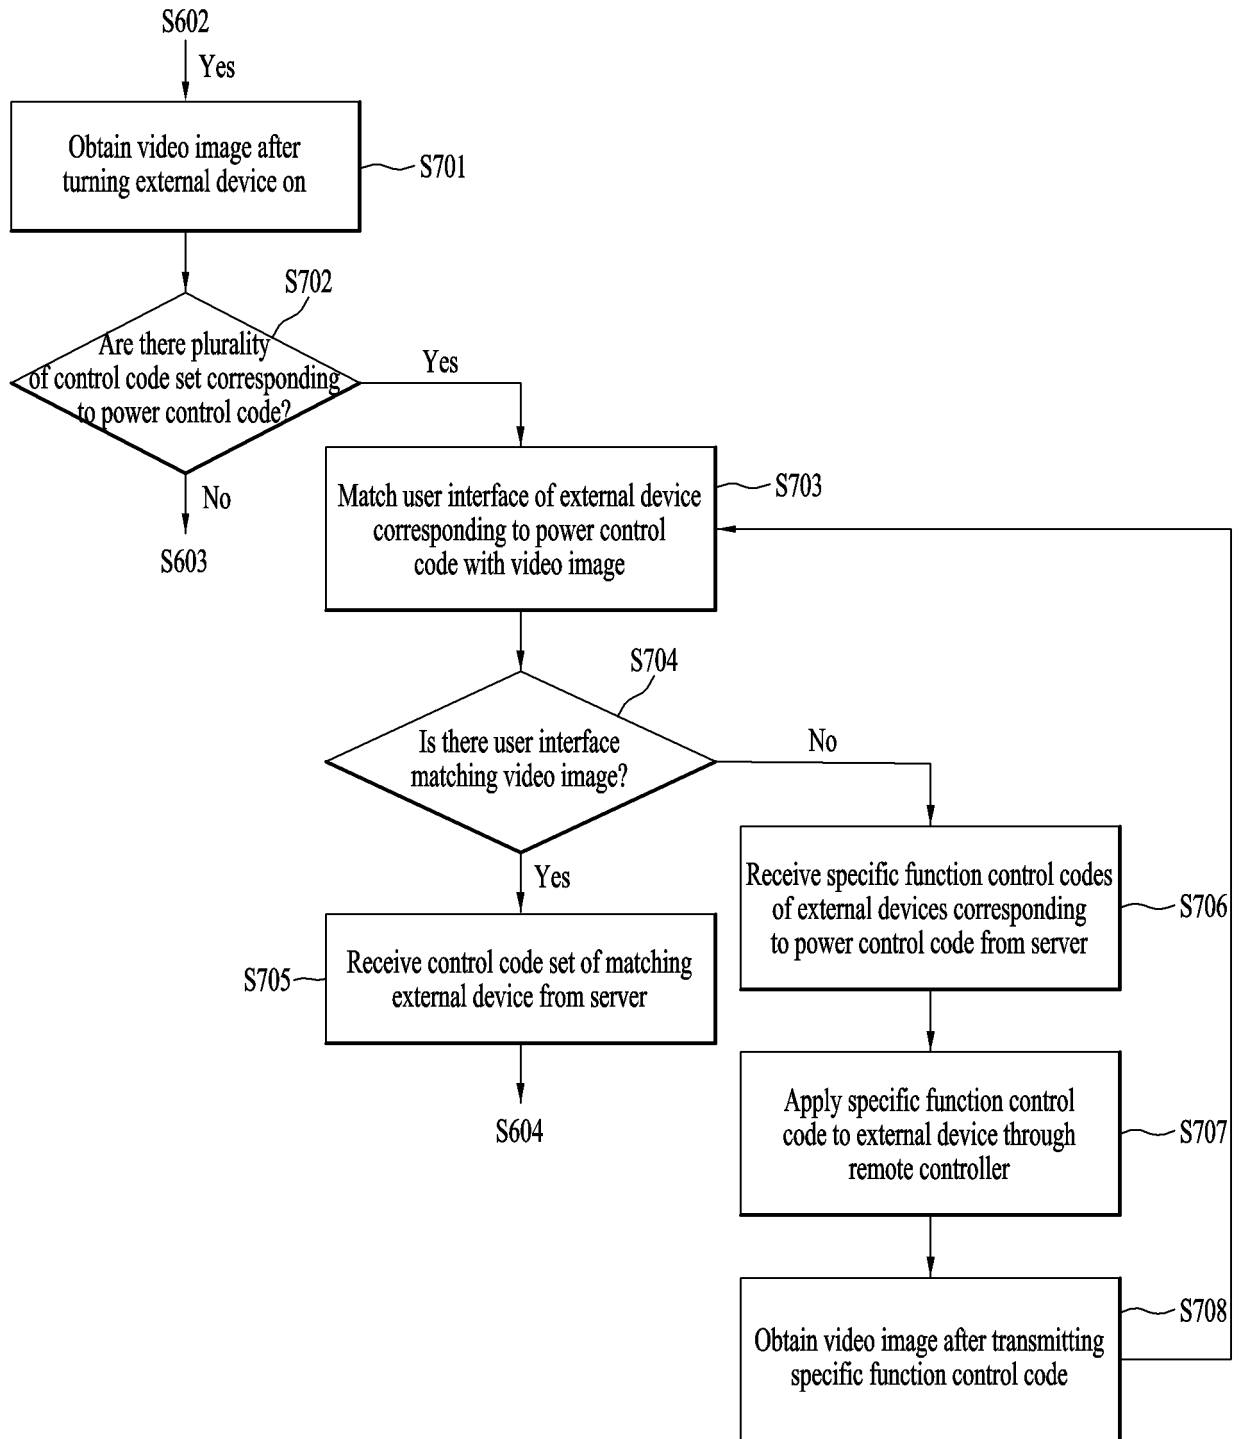 S602
Yes
Obtain video image after
turning external device on
S701
S702
Are there plurality
of control code set corresponding
to power control code?
Yes
No
S603
Match user interface of external device
corresponding to power control
code with video image
S703
S704
Is there user interface
matching video image?
No
Yes
Receive specific function control codes
of external devices corresponding
to power control code from server
S706
S705
Receive control code set of matching
external device from server
S604
Apply specific function control
code to external device through
remote controller
S707
S708
Obtain video image after transmitting
specific function control code